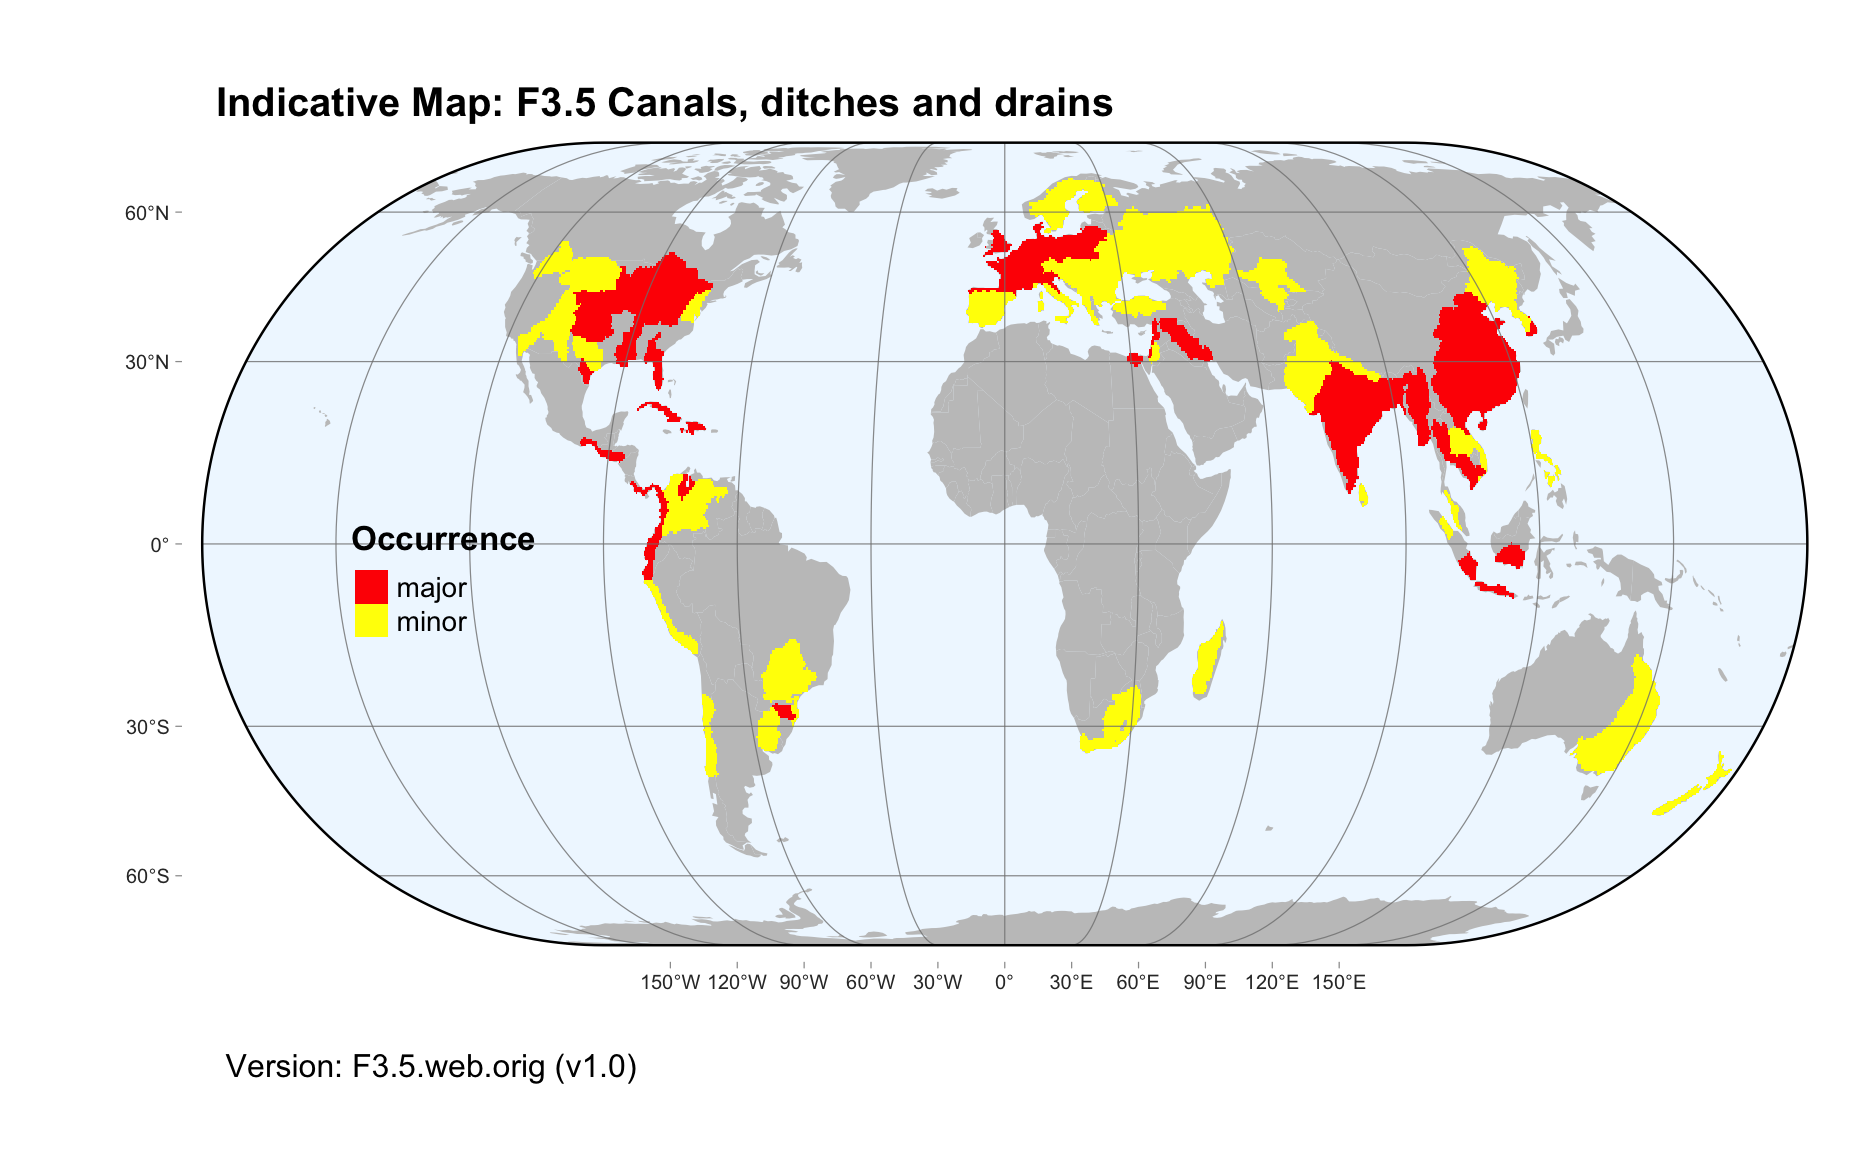 Indicative Map: F3.5 Canals, ditches and drains
60°N
30°N
0°
30°S
60°S
Occurrence
major
minor
150°W 120°W 90°W 60°W 30°W 0° 30°E 60°E 90°E 120°E 150°E
Version: F3.5.web.orig (v1.0)